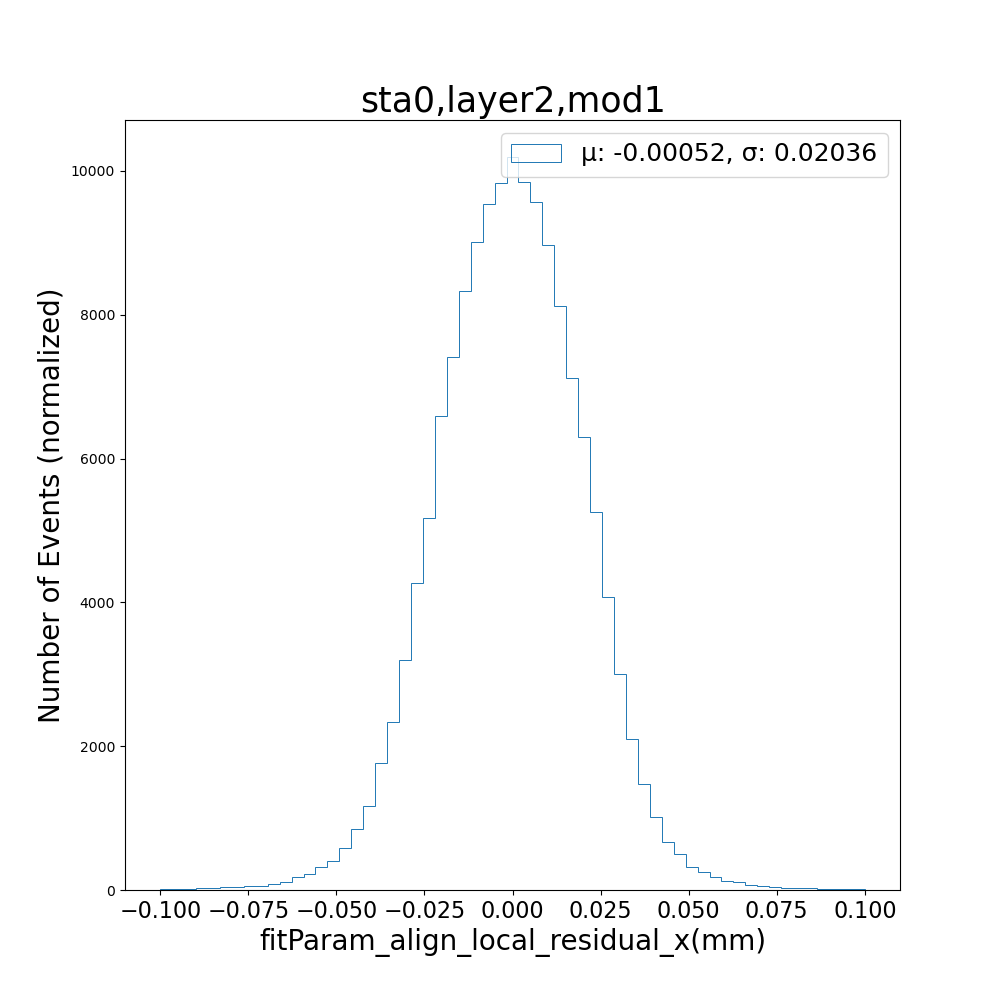 sta0,layer2,mod1
μ: -0.00052, σ: 0.02036
10000
8000
6000
4000
2000
0
Number of Events (normalized)
−0.100 −0.075 −0.050 −0.025 0.000 0.025 0.050 0.075 0.100
fitParam_align_local_residual_x(mm)